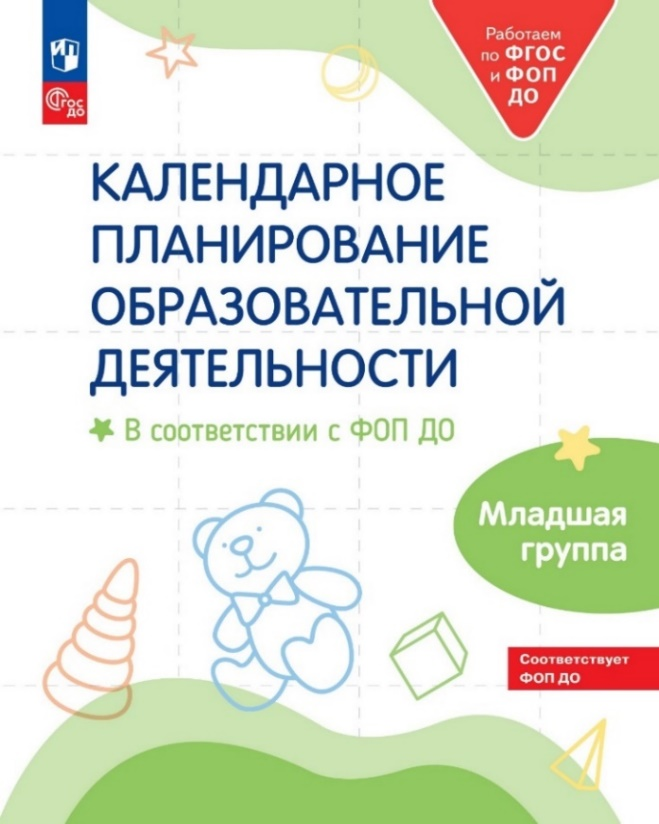 ИП
ФГОС
ДО
Работаем
по ФГОС
и ФОП
ДО
КАЛЕНДАРНОЕ
ПЛАНИРОВАНИЕ
ОБРАЗОВАТЕЛЬНОЙ
ДЕЯТЕЛЬНОСТИ
В соответствии с ФОП ДО
Младшая
группа
Соответствует
ФОП ДО